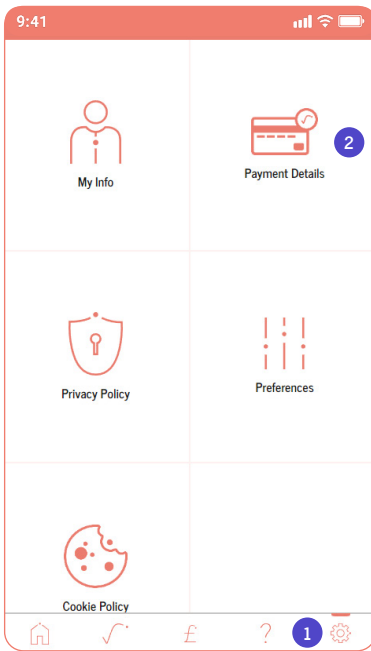 9:41
My Info
Payment Details
2
Privacy Policy
Preferences
Cookie Policy
£
?
1